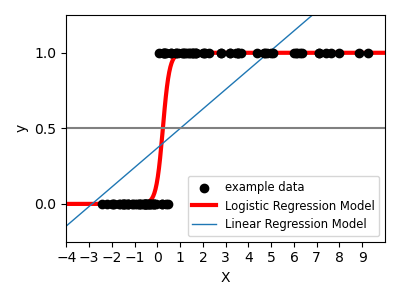 1.0
y
0.5
example data
Logistic Regression Model
0.0
Linear Regression Model
−4 −3 −2 −1 0 1 2 3 4 5 6 7 8 9
X